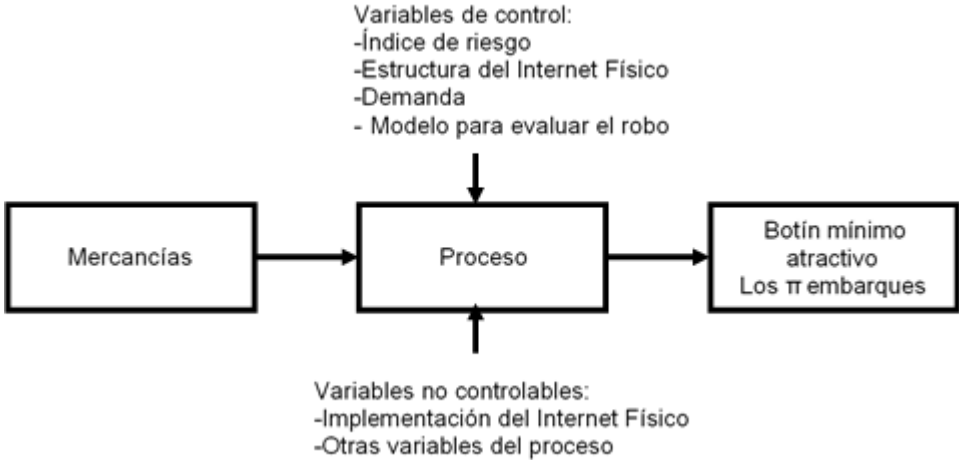 Variables de control:
-Índice de riesgo
-Estructura del Internet Físico
-Demanda
- Modelo para evaluar el robo
Mercancías
Proceso
Botín mínimo
atractivo
Los π embarques
Variables no controlables:
-Implementación del Internet Físico
-Otras variables del proceso